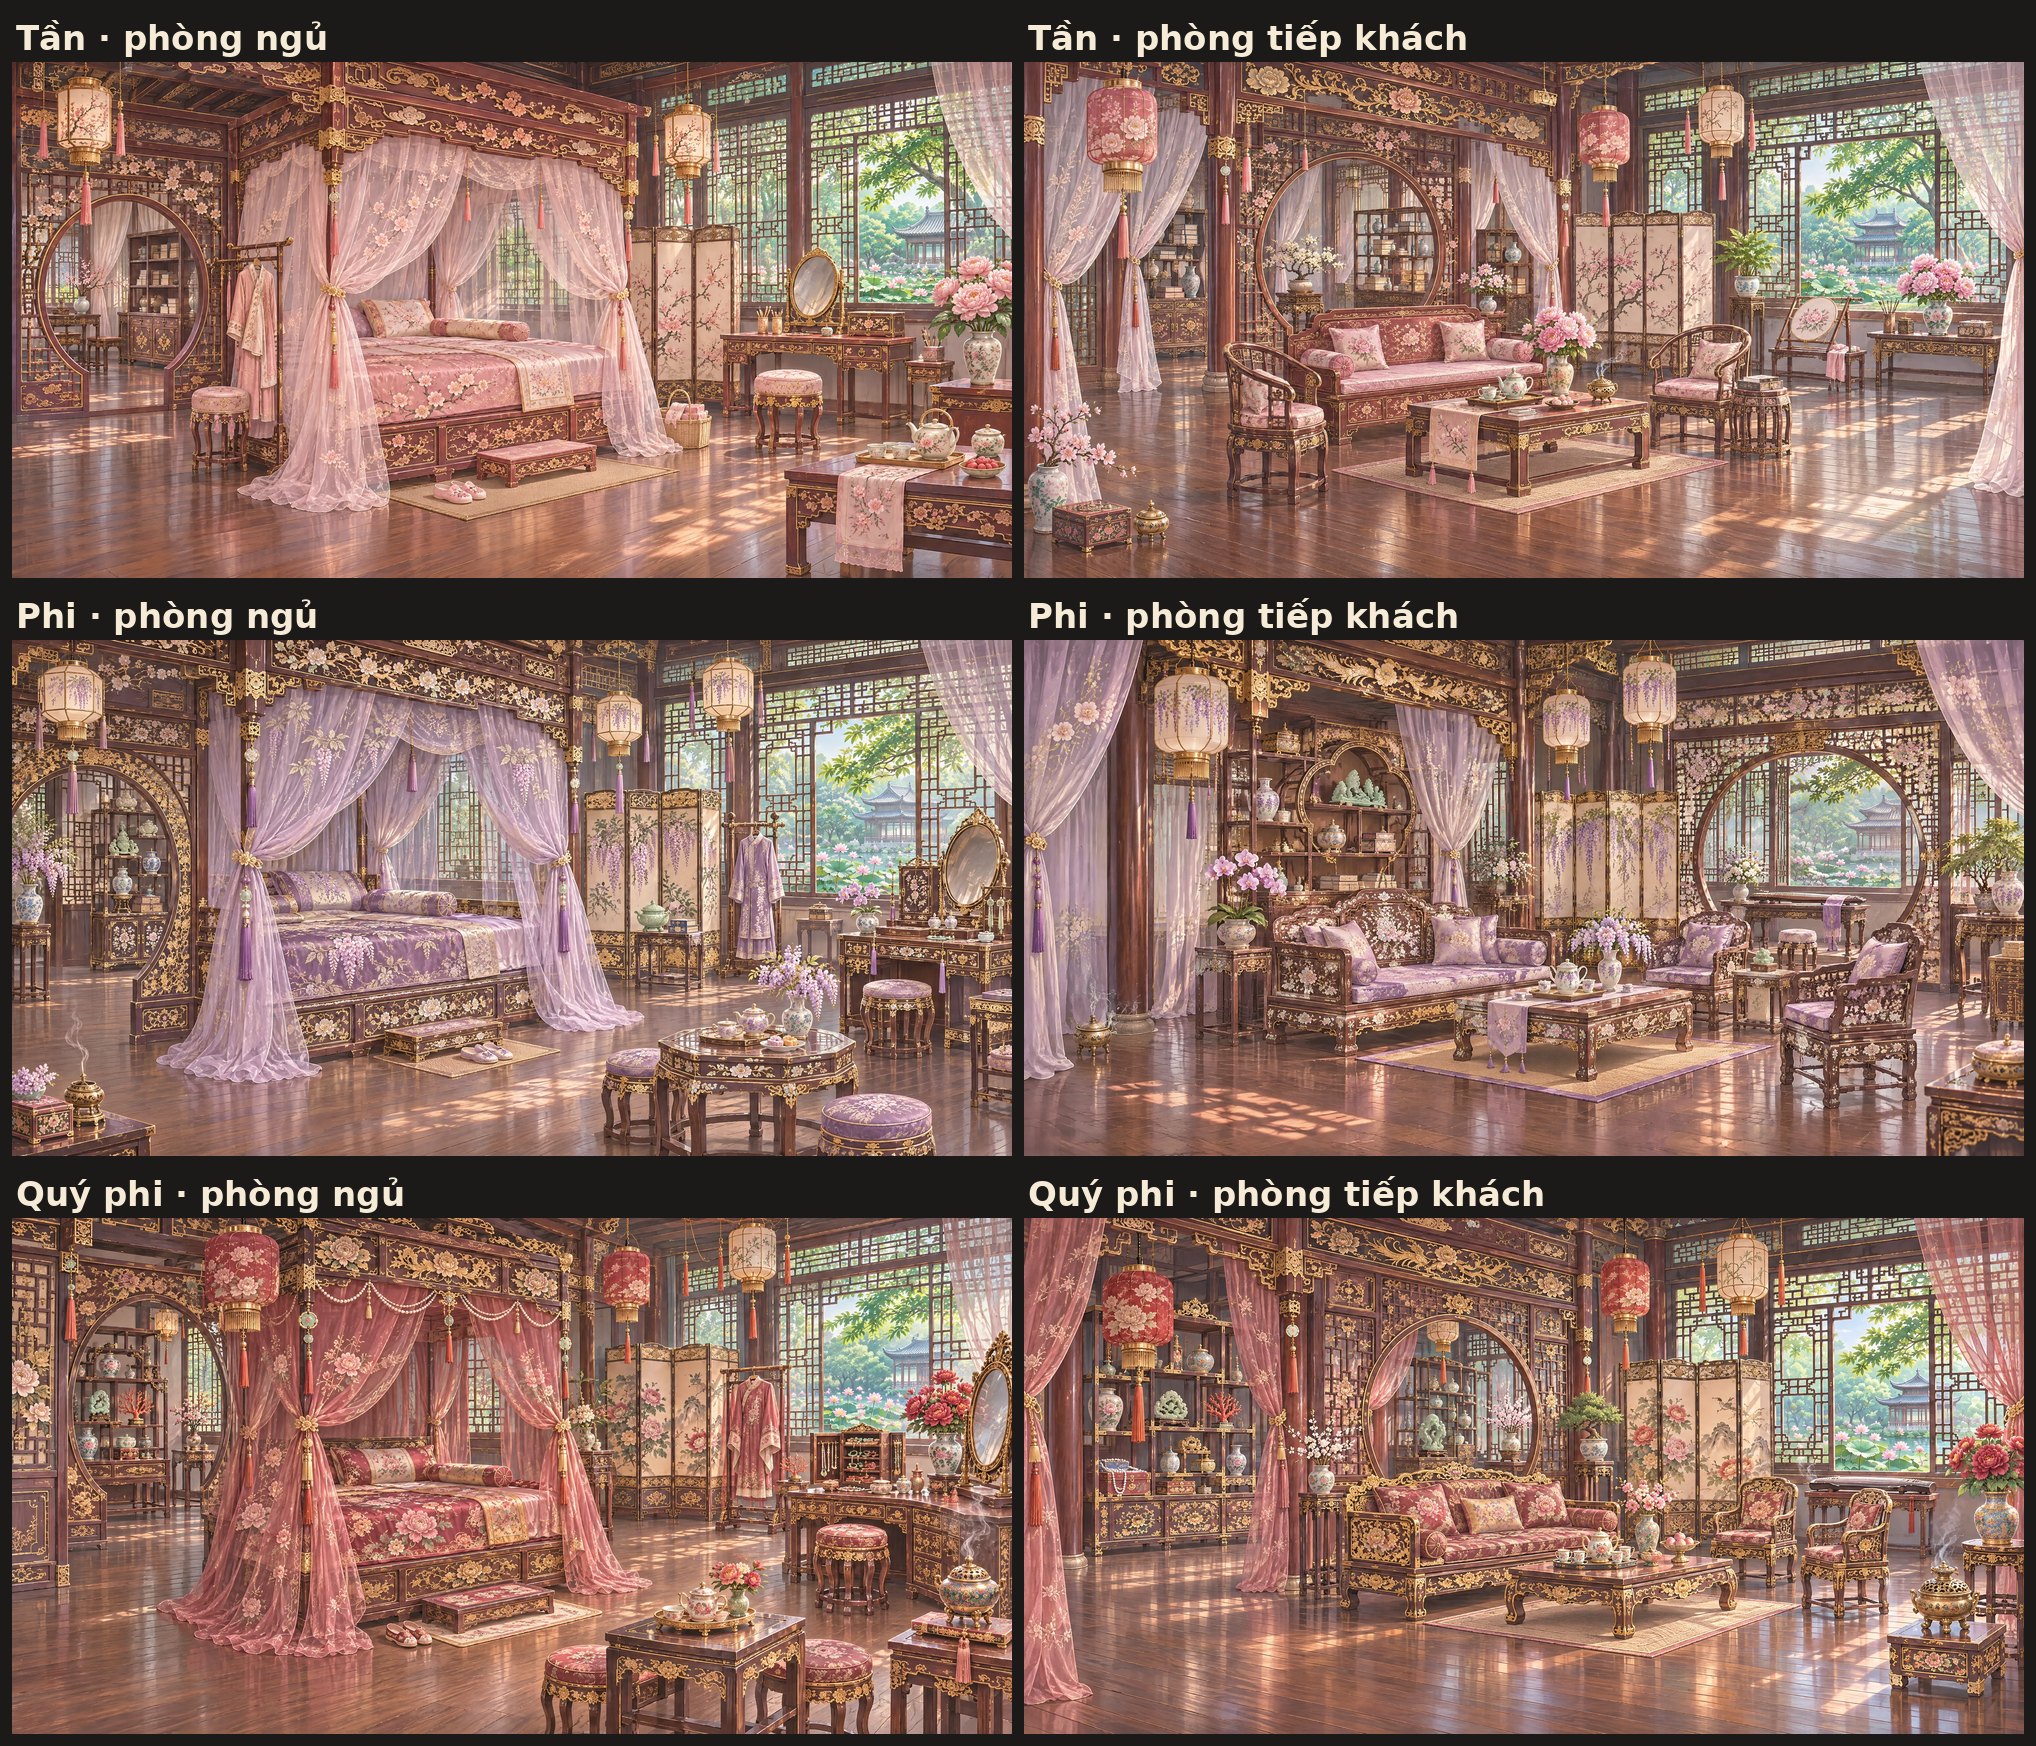 Tần · phòng ngủ
Tần · phòng tiếp khách
Phi · phòng ngủ
Phi · phòng tiếp khách
Quý phi · phòng ngủ
Quý phi · phòng tiếp khách